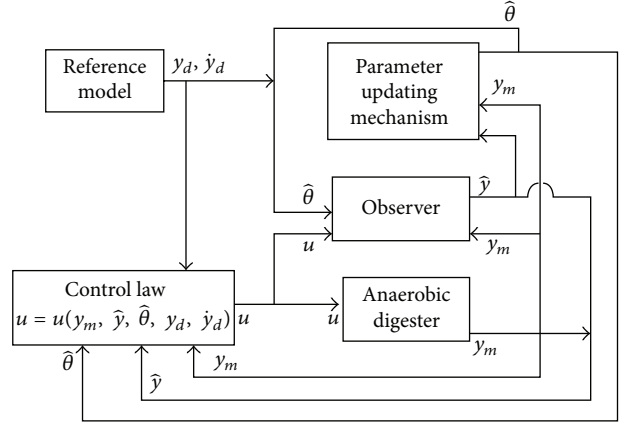 θ̂
Reference
model
y_d, ẏ_d
Parameter
updating
mechanism
y_m
θ̂
Observer
ŷ
u
y_m
Control law
u = u(y_m, ŷ, θ̂, y_d, ẏ_d)
u
u
Anaerobic
digester
y_m
θ̂
ŷ
y_m